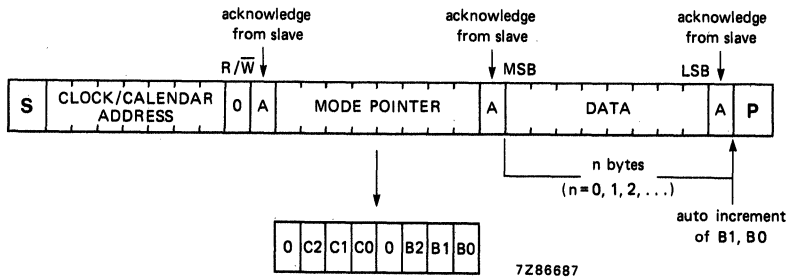 acknowledge
from slave
acknowledge
from slave
acknowledge
from slave
R/W̅
MSB
LSB
S
CLOCK/CALENDAR
ADDRESS
0
A
MODE POINTER
A
DATA
A
P
n bytes
(n=0, 1, 2, . . .)
auto increment
of B1, B0
0 C2 C1 C0 0 B2 B1 B0
7Z86687